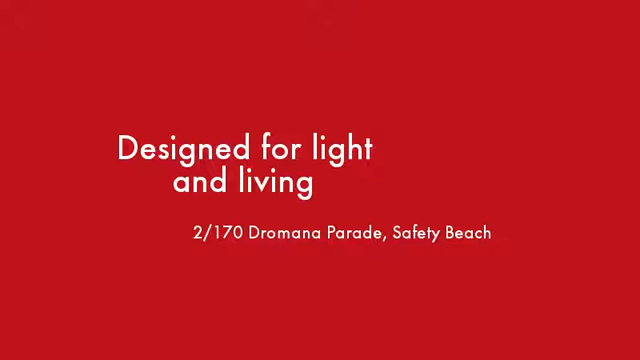 Designed for light
and living
2/170 Dromana Parade, Safety Beach